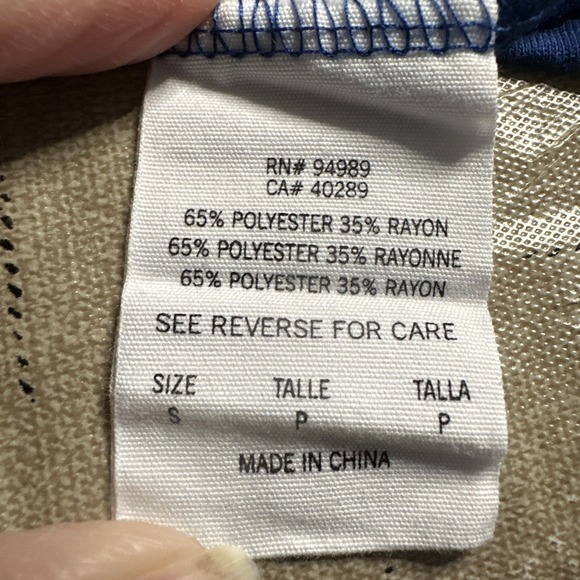 RN# 94989
CA# 40289
65% POLYESTER 35% RAYON
65% POLYESTER 35% RAYONNE
65% POLYESTER 35% RAYON
SEE REVERSE FOR CARE
SIZE TALLE TALLA
S P P
MADE IN CHINA